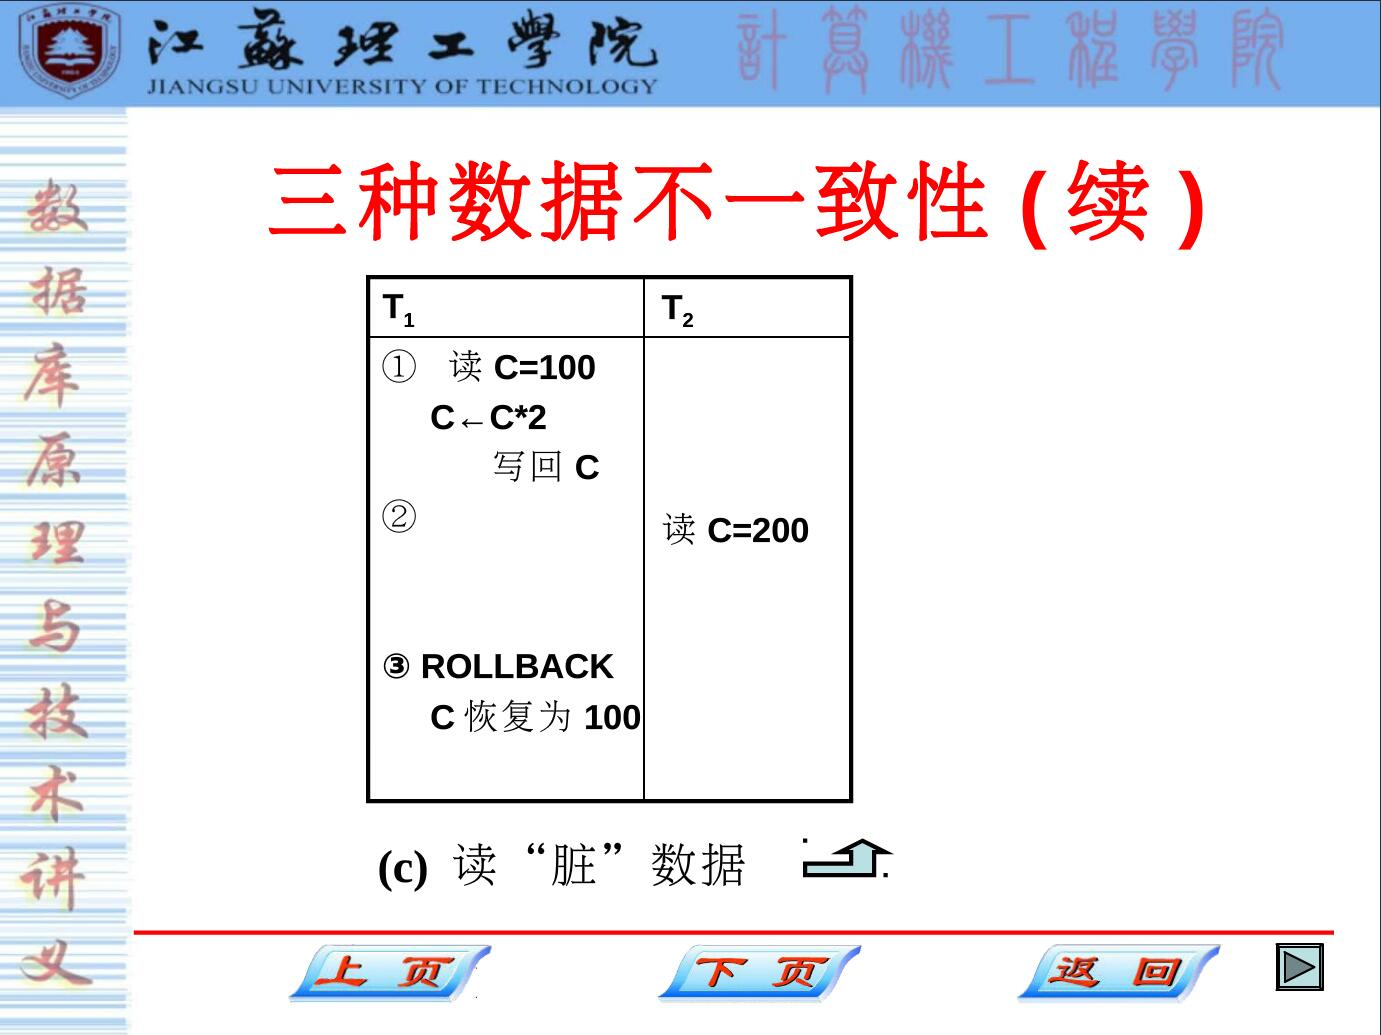 江蘇理工學院
JIANGSU UNIVERSITY OF TECHNOLOGY
計算機工程學院
数据库原理与技术讲义
三种数据不一致性(续)
T1 T2
① 读 C=100
C←C*2
写回 C
②
读 C=200
③ ROLLBACK
C 恢复为 100
(c) 读“脏”数据
上页 下页 返回